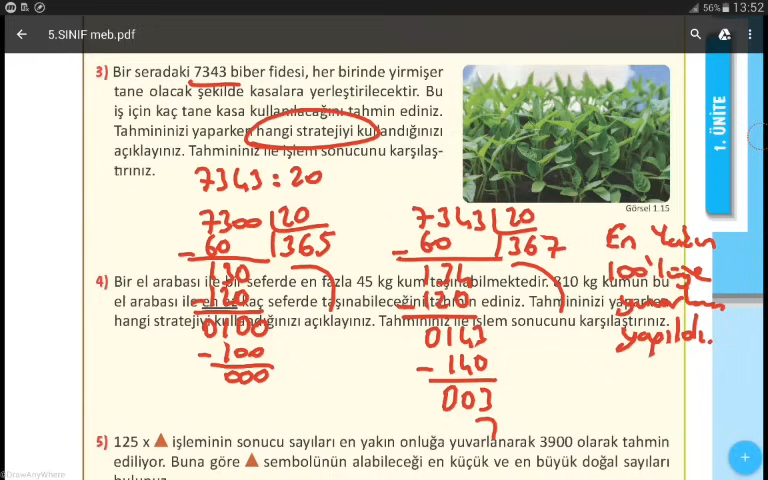 56% 13:52
5.SINIF meb.pdf
3) Bir seradaki 7343 biber fidesi, her birinde yirmişer
tane olacak şekilde kasalara yerleştirilecektir. Bu
iş için kaç tane kasa kullanılacağını tahmin ediniz.
Tahmininizi yaparken hangi stratejiyi kullandığınızı
açıklayınız. Tahmininiz ile işlem sonucunu karşılaş-
tırınız.
Görsel 1.15
1. ÜNİTE
7343 : 20
7300 20
- 60 365
130
- 120
0100
- 100
000
7343 20
- 60 367
134
- 120
0143
- 140
003
En Yakın
100'lüğe
yuvarlama
yapıldı.
4) Bir el arabası ile bir seferde en fazla 45 kg kum taşınabilmektedir. 810 kg kumun bu
el arabası ile en az kaç seferde taşınabileceğini tahmin ediniz. Tahmininizi yaparken
hangi stratejiyi kullandığınızı açıklayınız. Tahmininiz ile işlem sonucunu karşılaştırınız.
5) 125 x ▲ işleminin sonucu sayıları en yakın onluğa yuvarlanarak 3900 olarak tahmin
ediliyor. Buna göre ▲ sembolünün alabileceği en küçük ve en büyük doğal sayıları
bulunuz.
@DrawAnyWhere